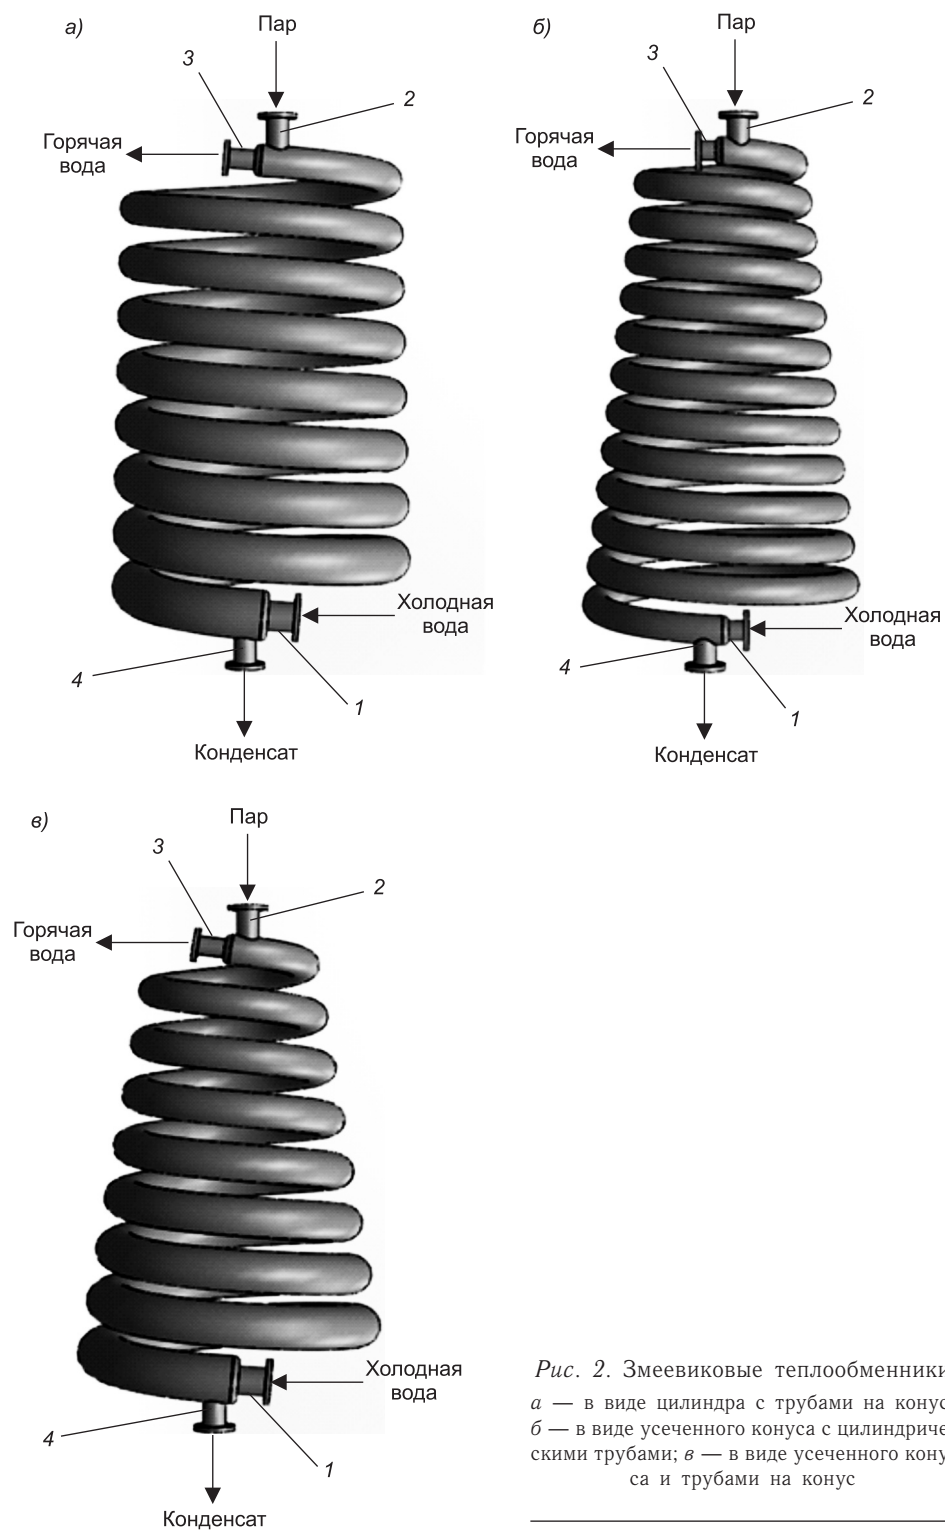 а)
Пар
3
2
Горячая
вода
Холодная
вода
4
1
Конденсат
б)
Пар
3
2
Горячая
вода
Холодная
вода
4
1
Конденсат
в)
Пар
3
2
Горячая
вода
Холодная
вода
4
1
Конденсат
Рис. 2. Змеевиковые теплообменники
а — в виде цилиндра с трубами на конус
б — в виде усеченного конуса с цилиндриче
скими трубами; в — в виде усеченного кону
са и трубами на конус